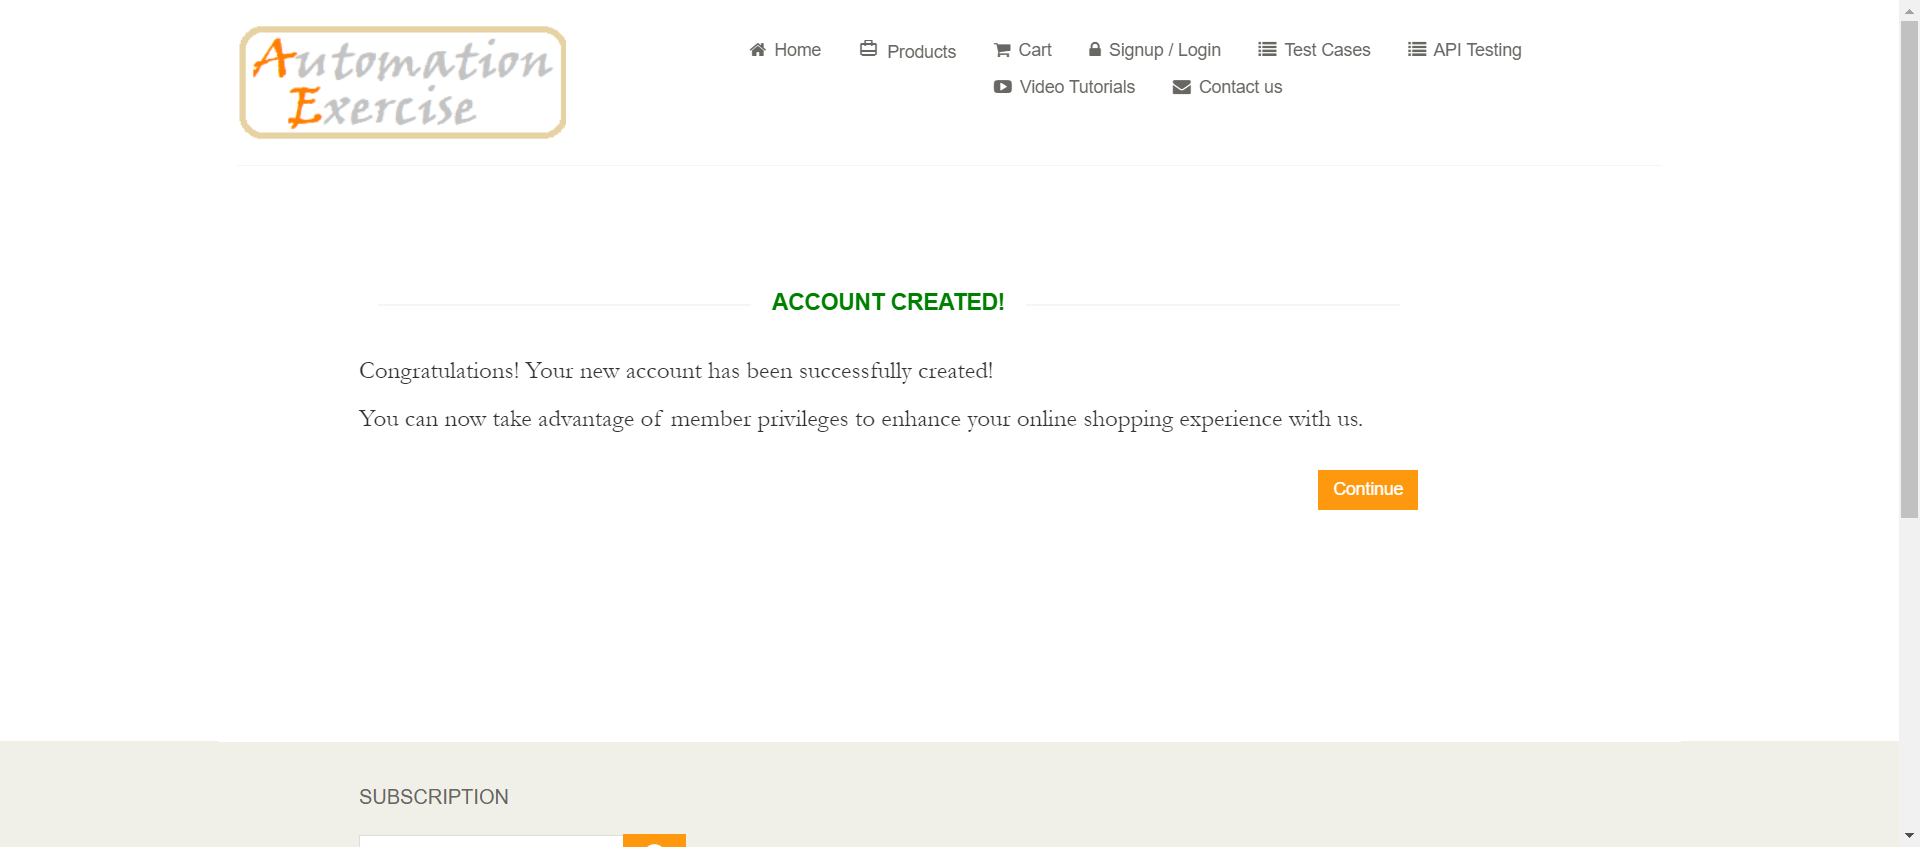 Automation
Exercise
Home
Products
Cart
Signup / Login
Test Cases
API Testing
Video Tutorials
Contact us
ACCOUNT CREATED!
Congratulations! Your new account has been successfully created!
You can now take advantage of member privileges to enhance your online shopping experience with us.
Continue
SUBSCRIPTION